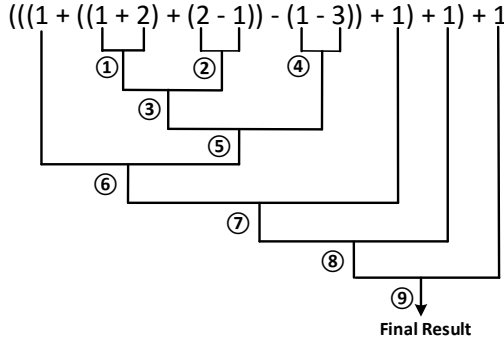 (((1 + ((1 + 2) + (2 - 1)) - (1 - 3)) + 1) + 1) + 1
① ② ④
③
⑤
⑥
⑦
⑧
⑨
Final Result